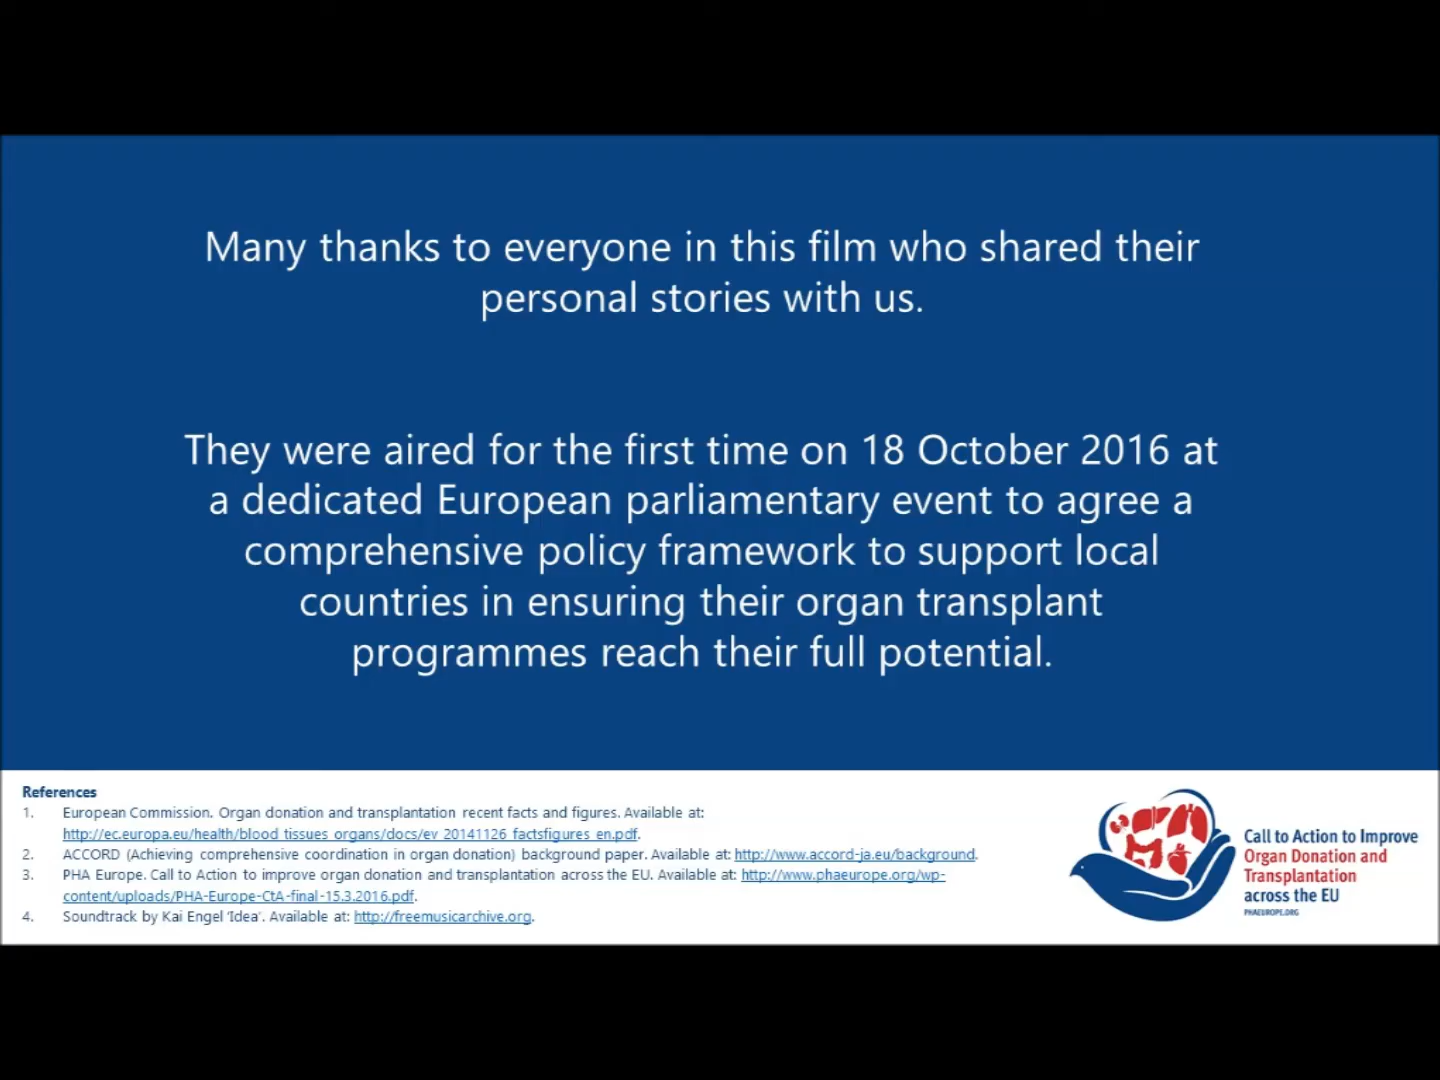 Many thanks to everyone in this film who shared their
personal stories with us.
They were aired for the first time on 18 October 2016 at
a dedicated European parliamentary event to agree a
comprehensive policy framework to support local
countries in ensuring their organ transplant
programmes reach their full potential.
References
1. European Commission. Organ donation and transplantation recent facts and figures. Available at:
http://ec.europa.eu/health/blood_tissues_organs/docs/ev_20141126_factsfigures_en.pdf.
2. ACCORD (Achieving comprehensive coordination in organ donation) background paper. Available at: http://www.accord-ja.eu/background.
3. PHA Europe. Call to Action to improve organ donation and transplantation across the EU. Available at: http://www.phaeurope.org/wp-
content/uploads/PHA-Europe-CtA-final-15.3.2016.pdf.
4. Soundtrack by Kai Engel 'Idea'. Available at: http://freemusicarchive.org.
Call to Action to Improve
Organ Donation and
Transplantation
across the EU
PHAEUROPE.ORG